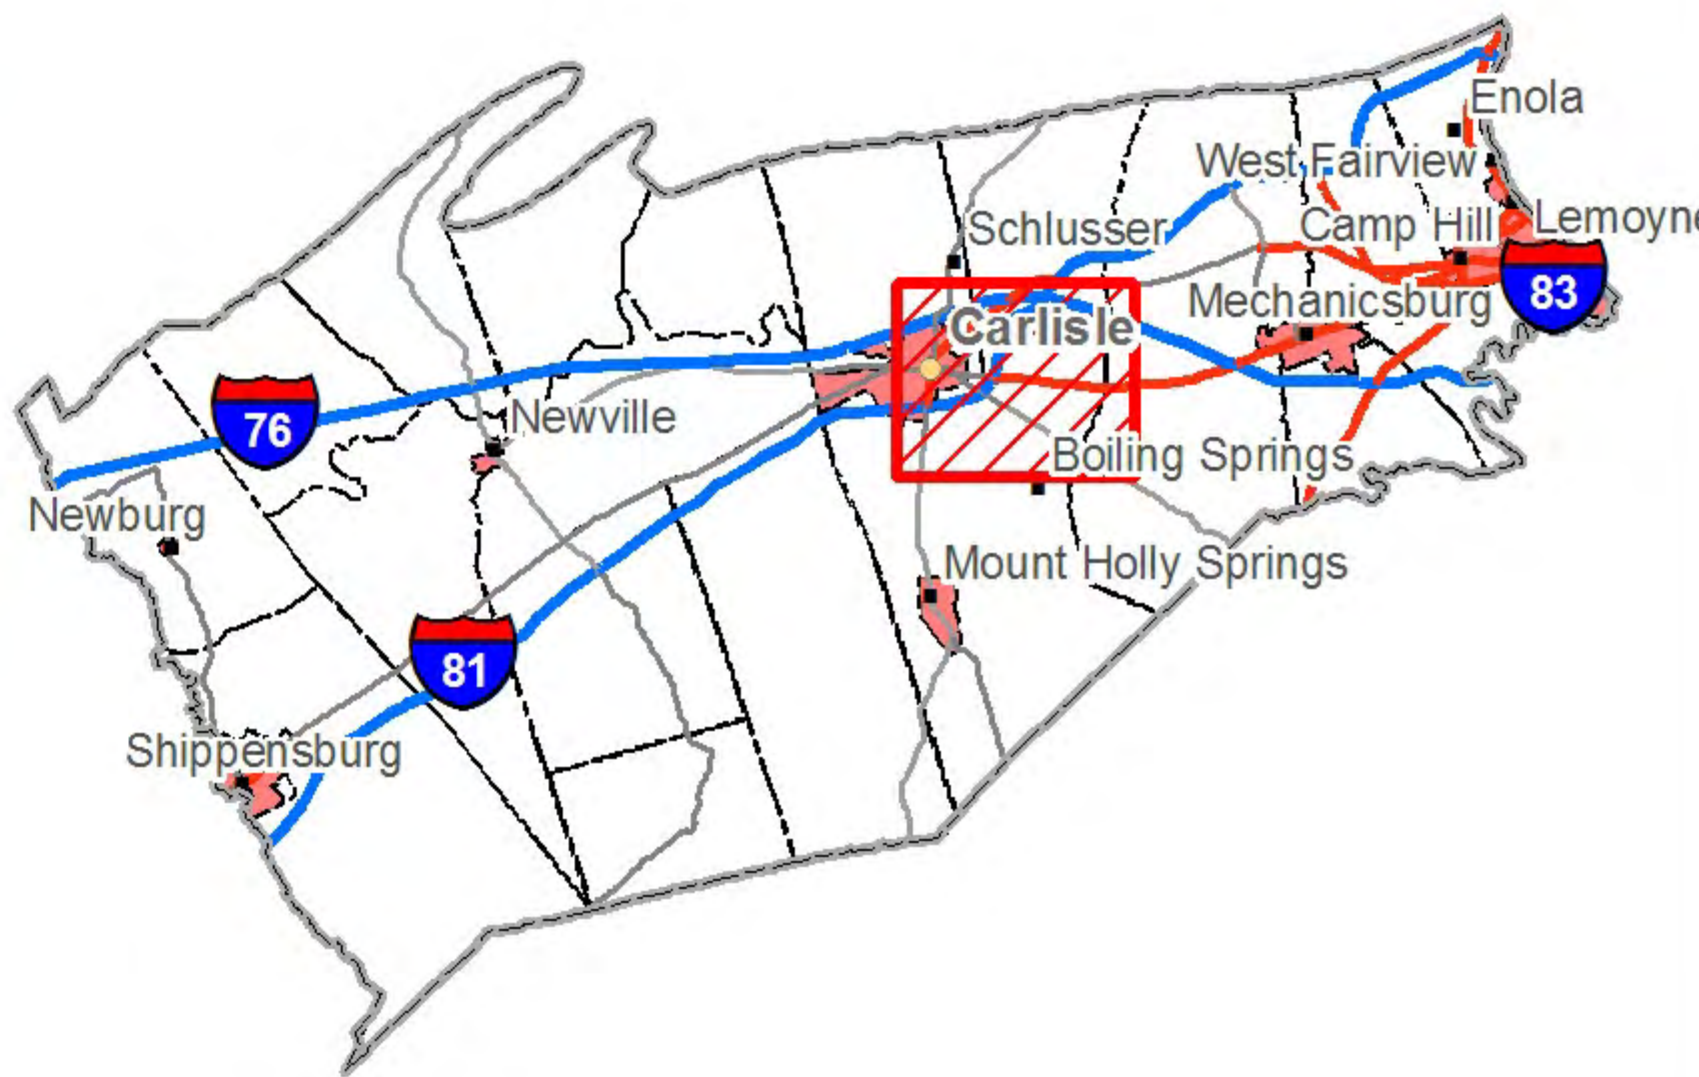 Enola
West Fairview
Schlusser
Camp Hill
Lemoyne
83
Mechanicsburg
Carlisle
76
Newville
Boiling Springs
Newburg
Mount Holly Springs
81
Shippensburg